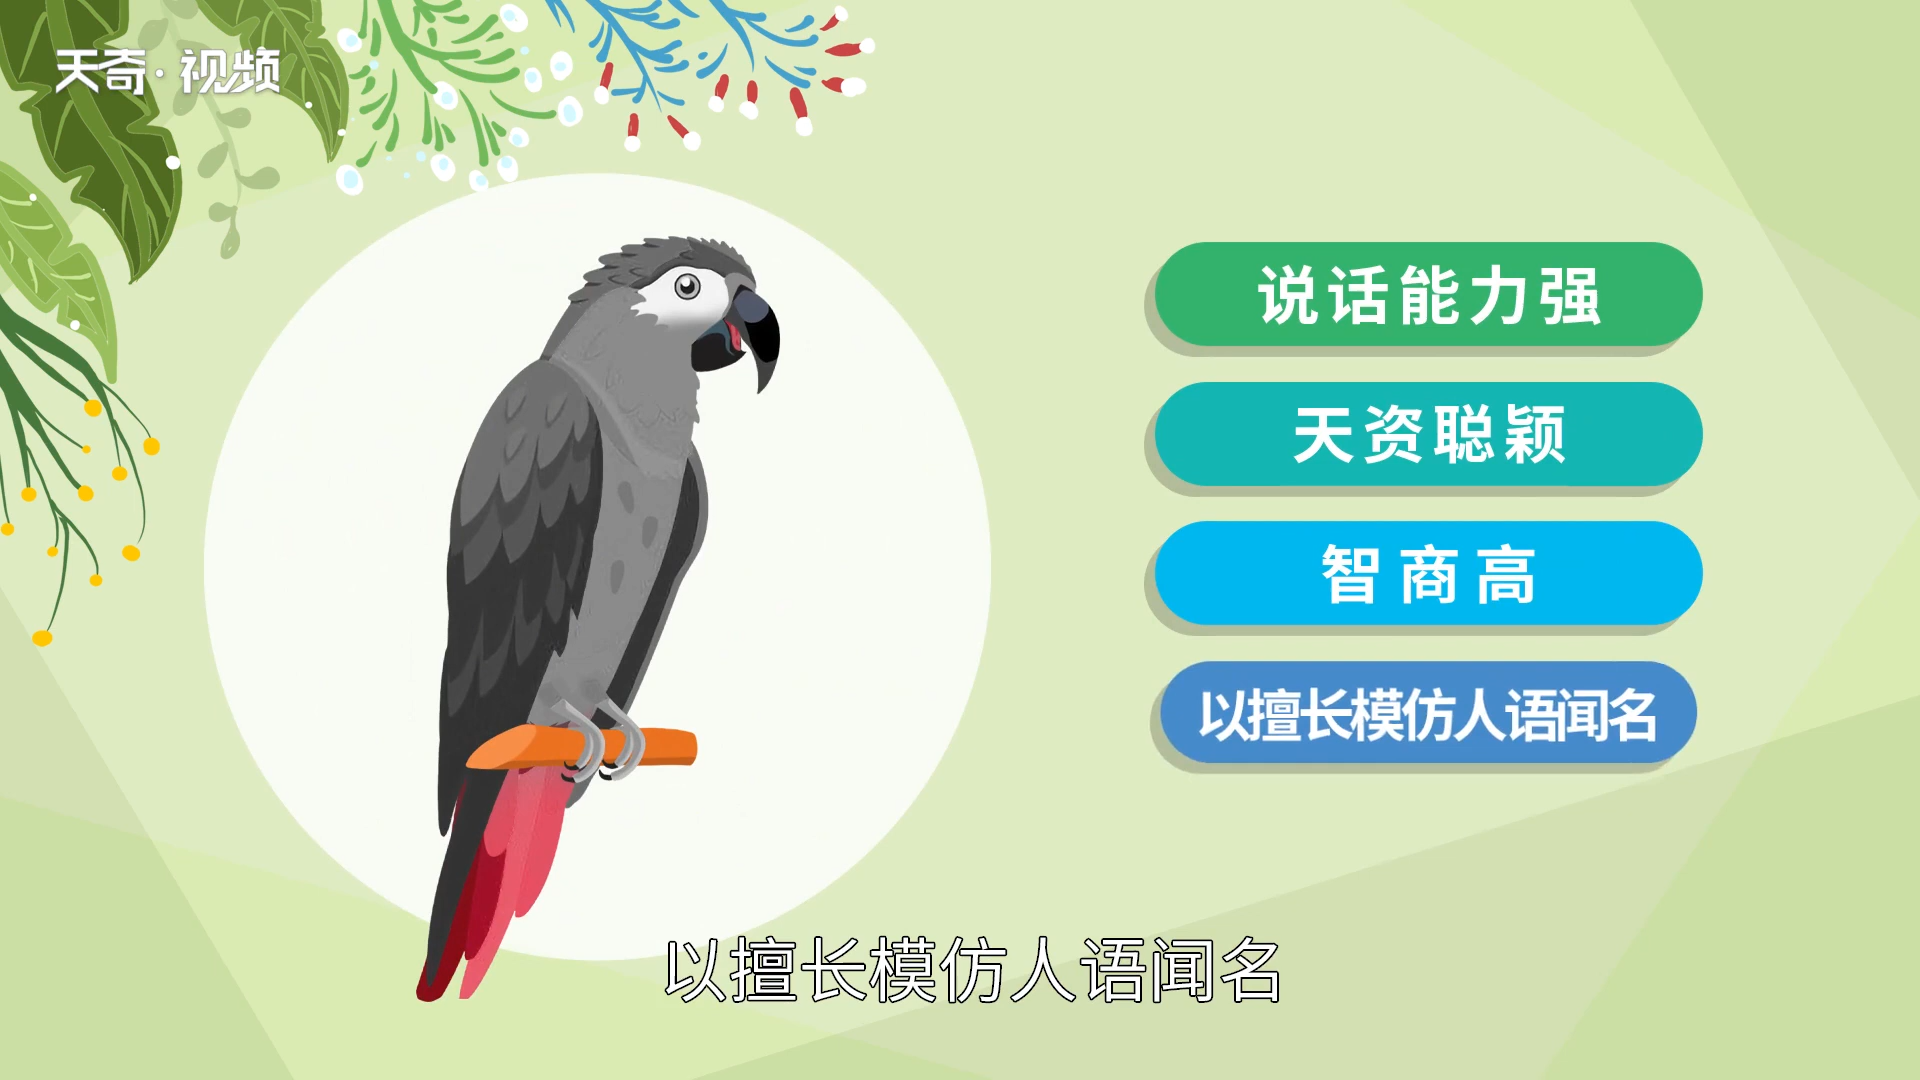 天奇·视频
说话能力强
天资聪颖
智商高
以擅长模仿人语闻名
以擅长模仿人语闻名